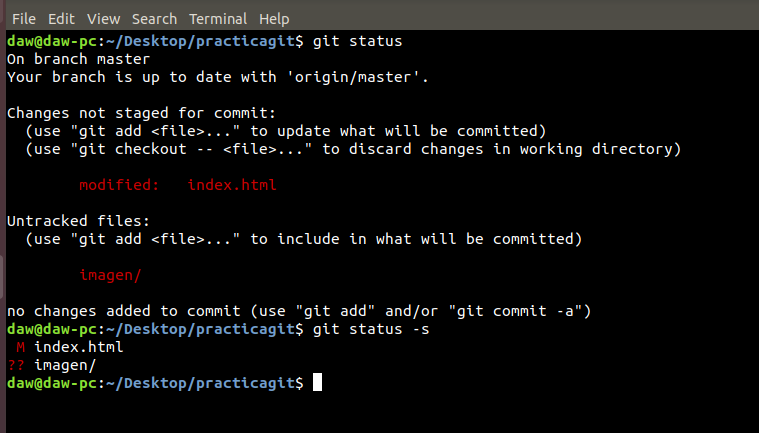 File Edit View Search Terminal Help
daw@daw-pc:~/Desktop/practicagit$ git status
On branch master
Your branch is up to date with 'origin/master'.
Changes not staged for commit:
  (use "git add <file>..." to update what will be committed)
  (use "git checkout -- <file>..." to discard changes in working directory)
        modified:   index.html
Untracked files:
  (use "git add <file>..." to include in what will be committed)
        imagen/
no changes added to commit (use "git add" and/or "git commit -a")
daw@daw-pc:~/Desktop/practicagit$ git status -s
 M index.html
?? imagen/
daw@daw-pc:~/Desktop/practicagit$